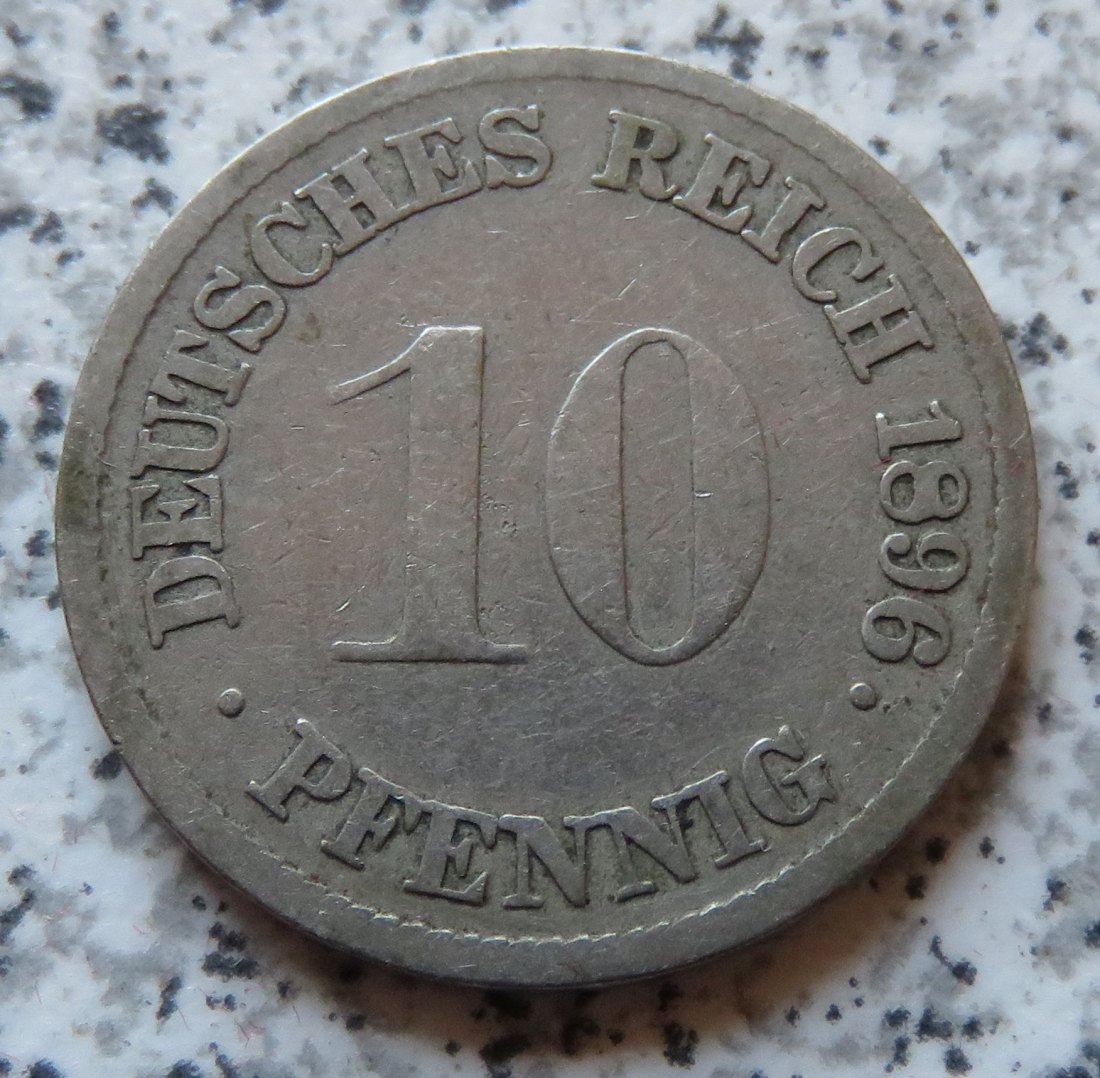 DEUTSCHES REICH 1896
10
PFENNIG